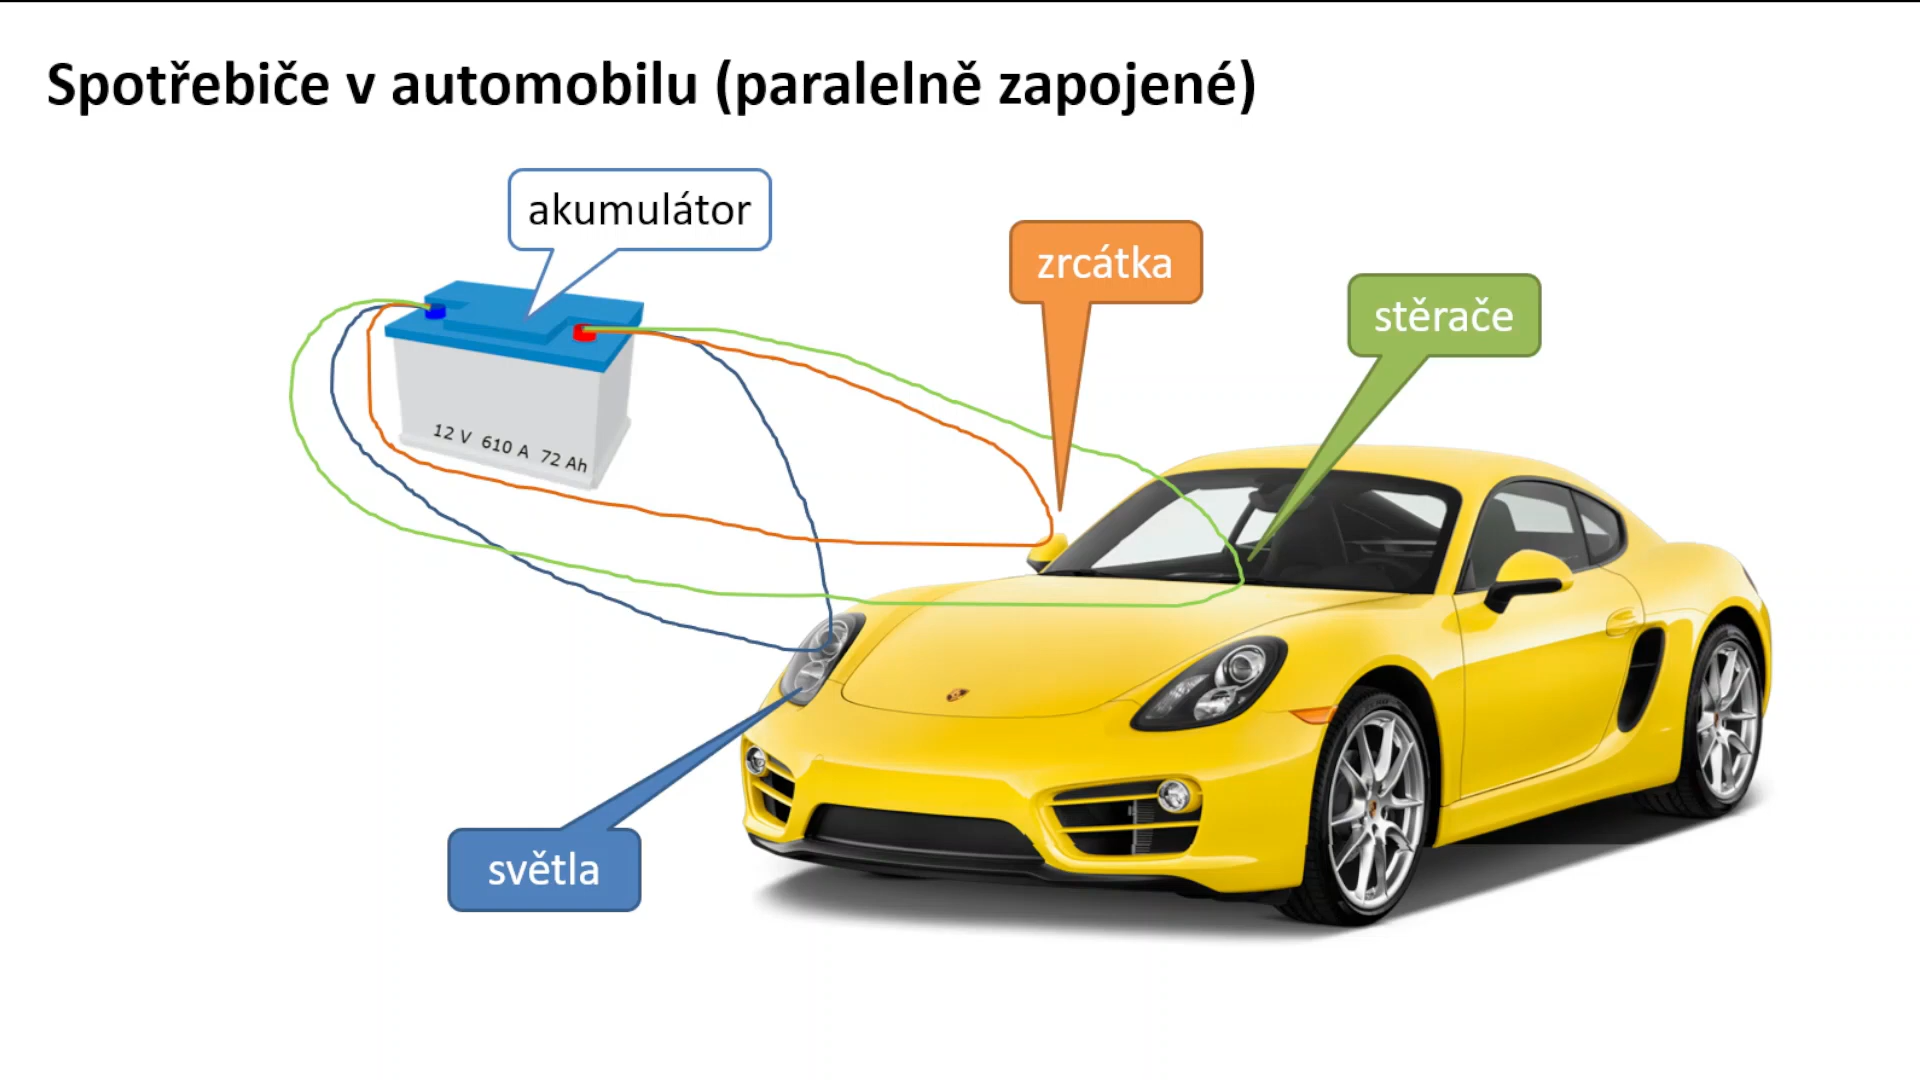 Spotřebiče v automobilu (paralelně zapojené)
akumulátor
zrcátka
stěrače
12 V 610 A 72 Ah
světla